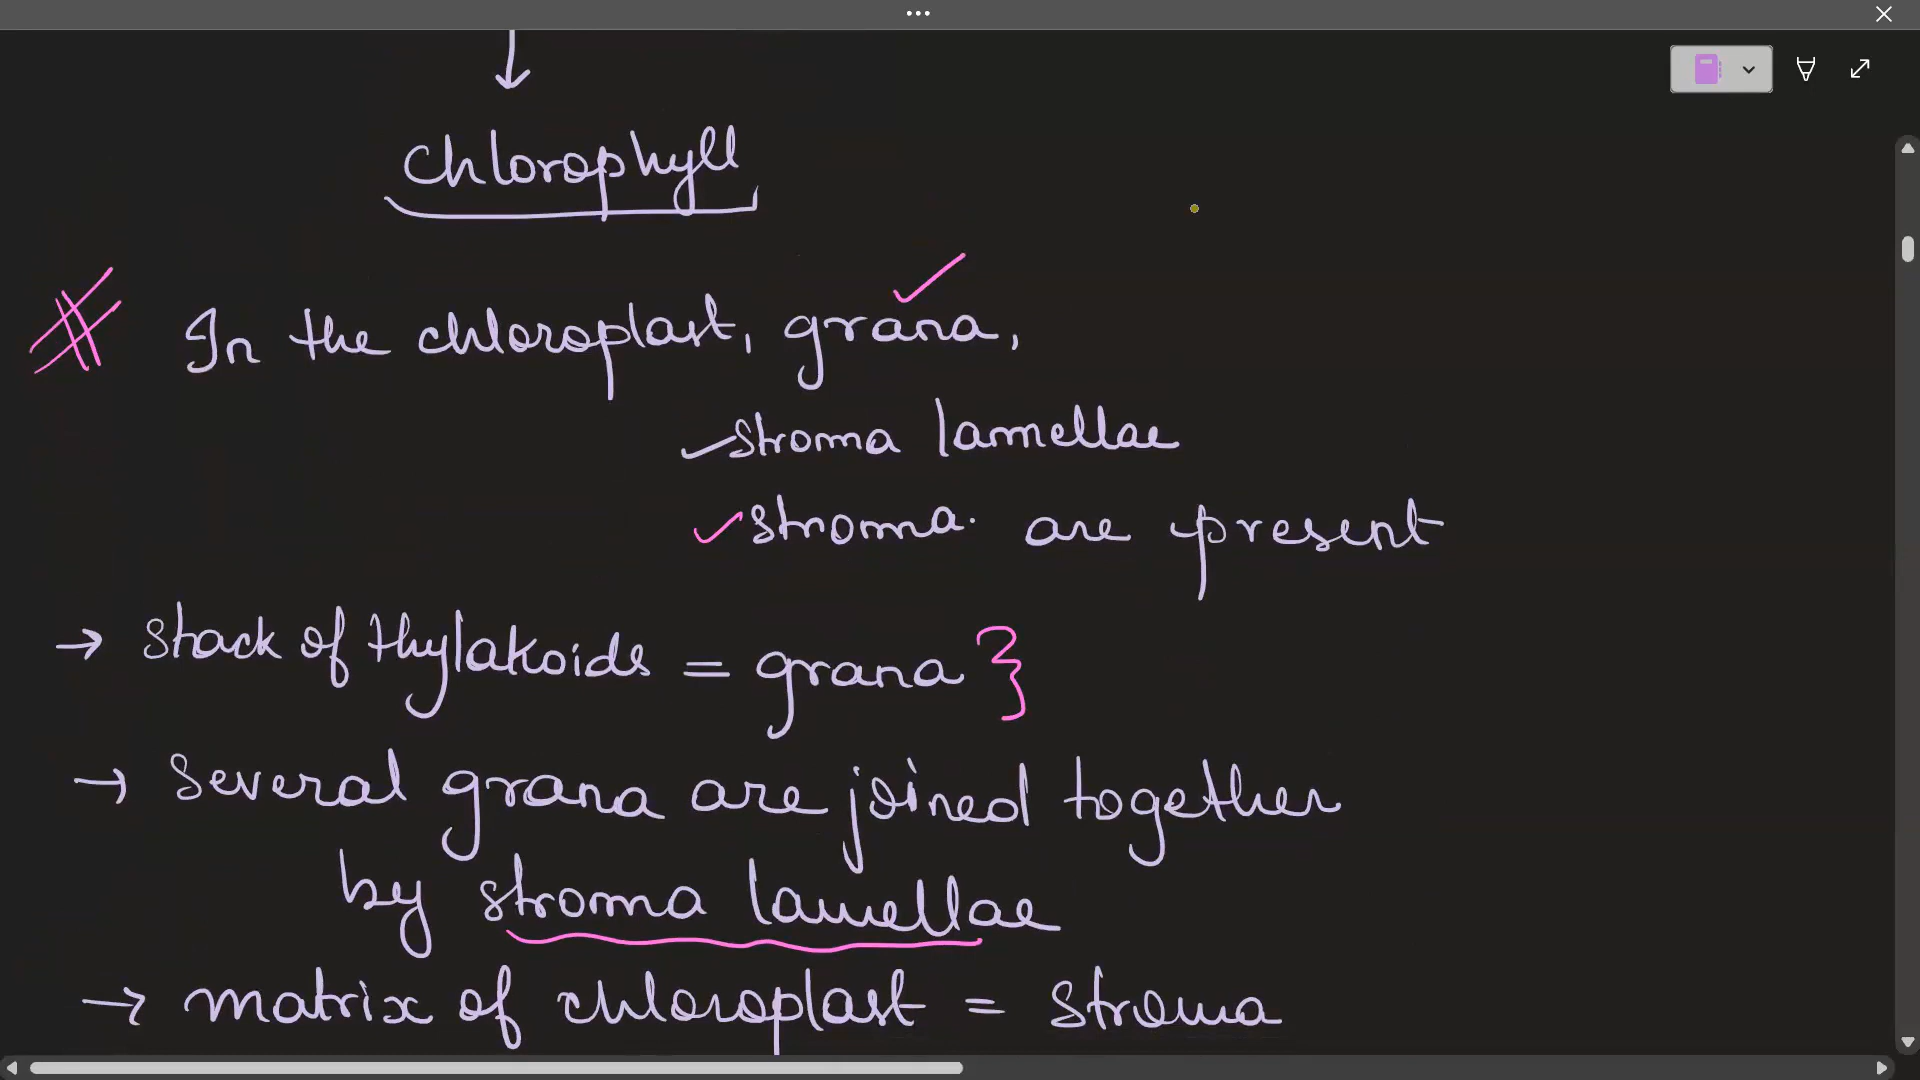 Chlorophyll
In the chloroplast, grana,
stroma lamellae
stroma. are present
→ stack of thylakoids = grana }
→ several grana are joined together
by stroma lamellae
→ matrix of chloroplast = stroma